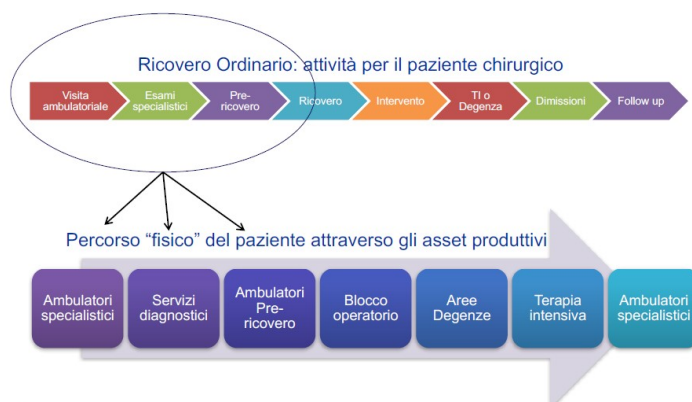 Ricovero Ordinario: attività per il paziente chirurgico
Visita
ambulatoriale
Esami
specialistici
Pre-
ricovero
Ricovero
Intervento
TI o
Degenza
Dimissioni
Follow up
Percorso “fisico” del paziente attraverso gli asset produttivi
Ambulatori
specialistici
Servizi
diagnostici
Ambulatori
Pre-
ricovero
Blocco
operatorio
Aree
Degenze
Terapia
intensiva
Ambulatori
specialistici